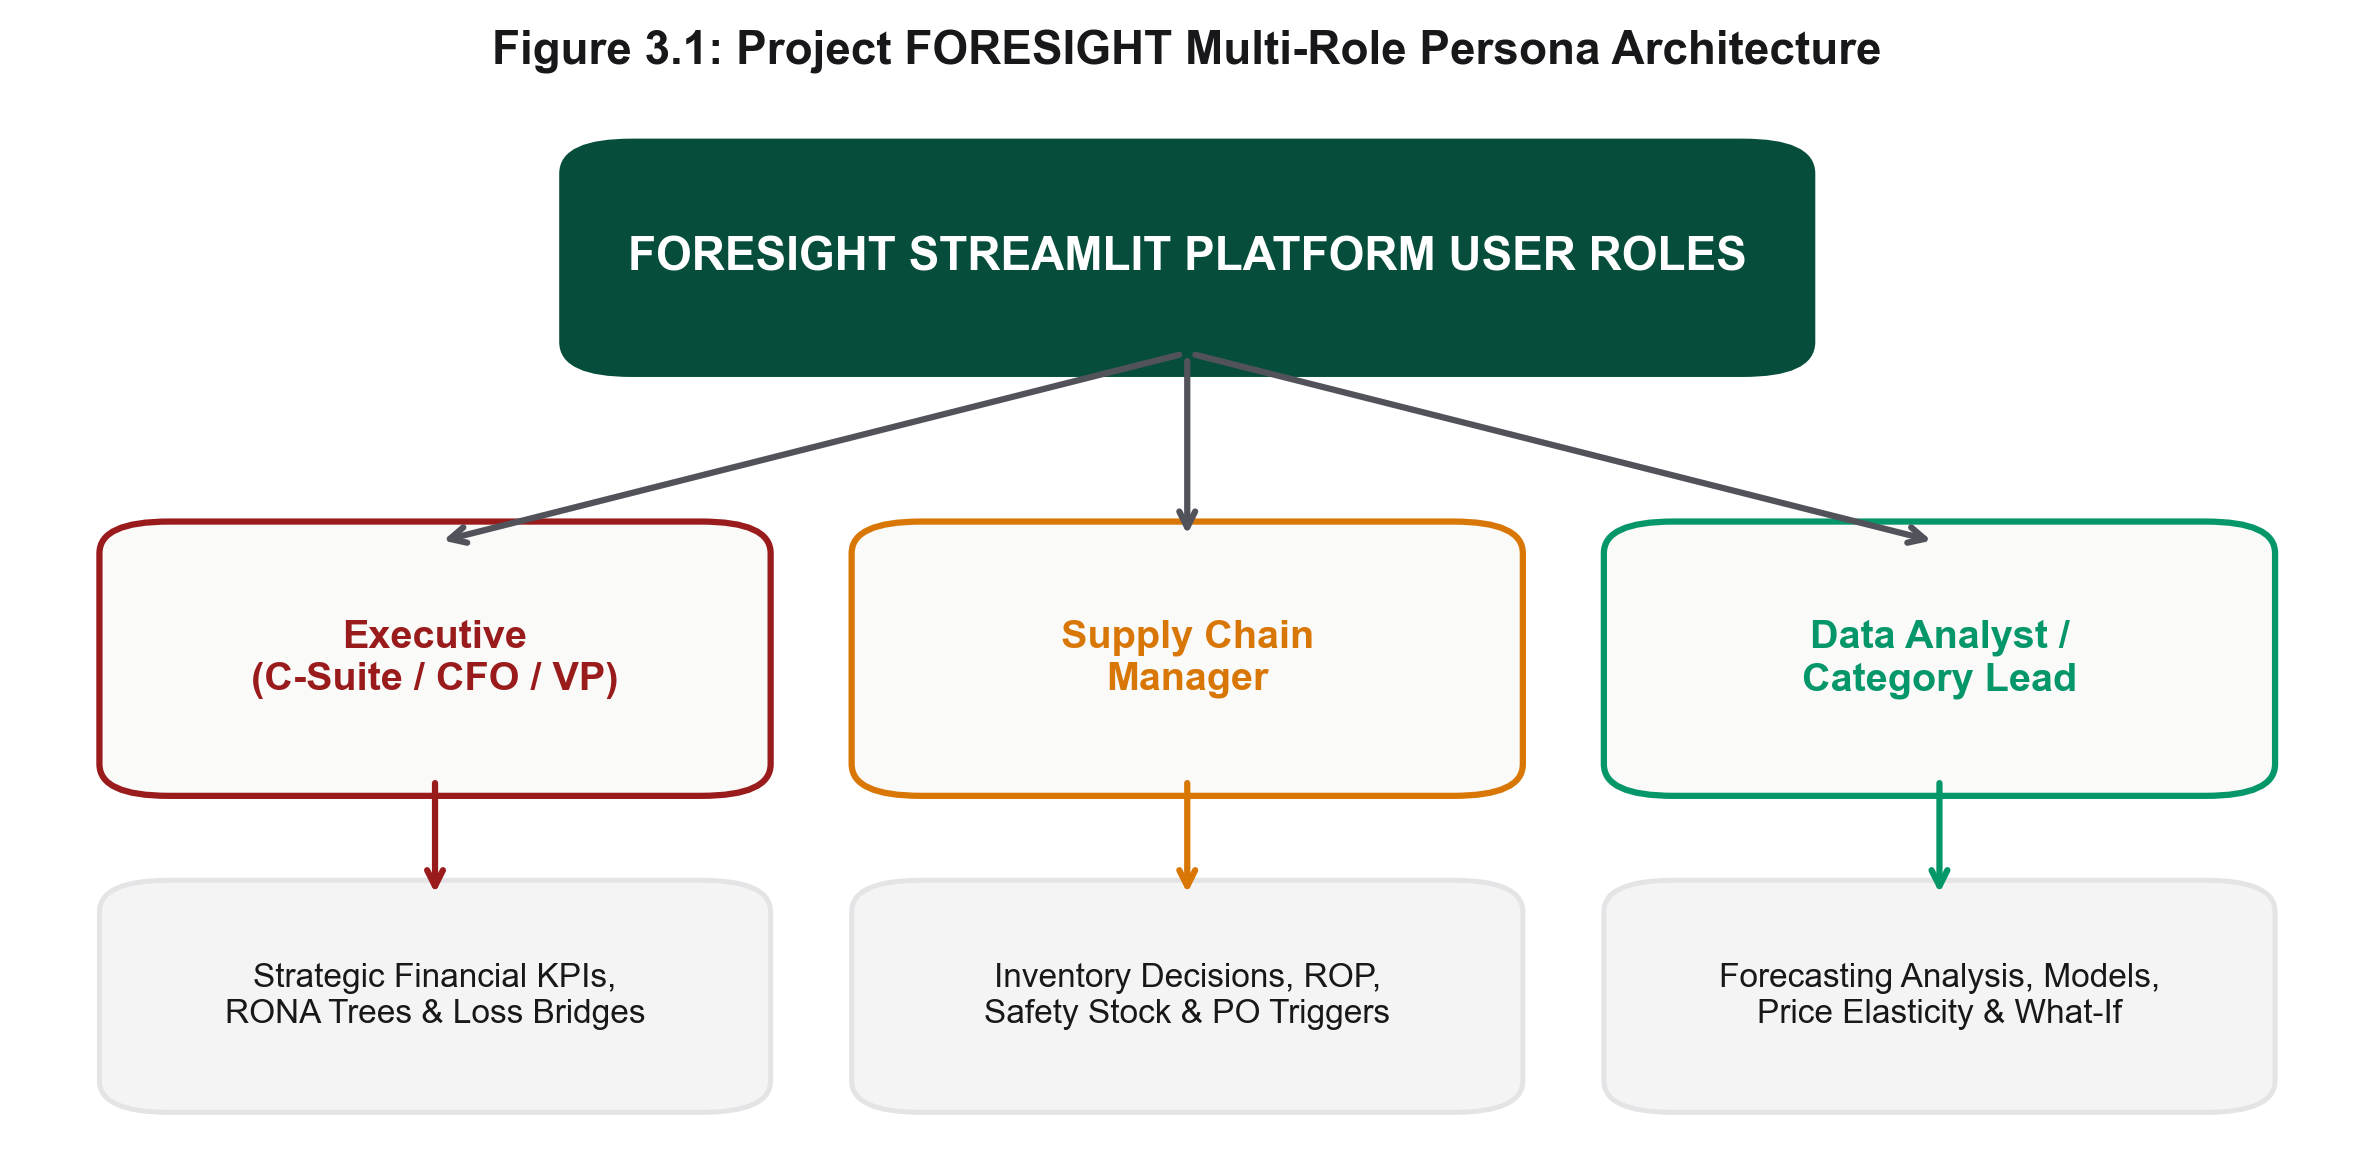 Figure 3.1: Project FORESIGHT Multi-Role Persona Architecture
FORESIGHT STREAMLIT PLATFORM USER ROLES
Executive
(C-Suite / CFO / VP)
Supply Chain
Manager
Data Analyst /
Category Lead
Strategic Financial KPIs,
RONA Trees & Loss Bridges
Inventory Decisions, ROP,
Safety Stock & PO Triggers
Forecasting Analysis, Models,
Price Elasticity & What-If